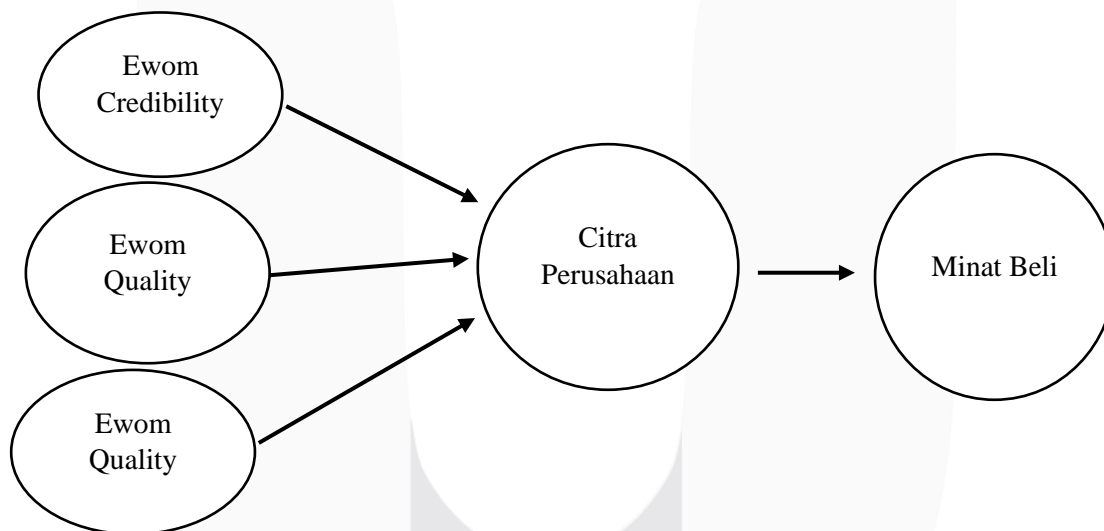 Ewom
Credibility
Ewom
Quality
Ewom
Quality
Citra
Perusahaan
Minat Beli